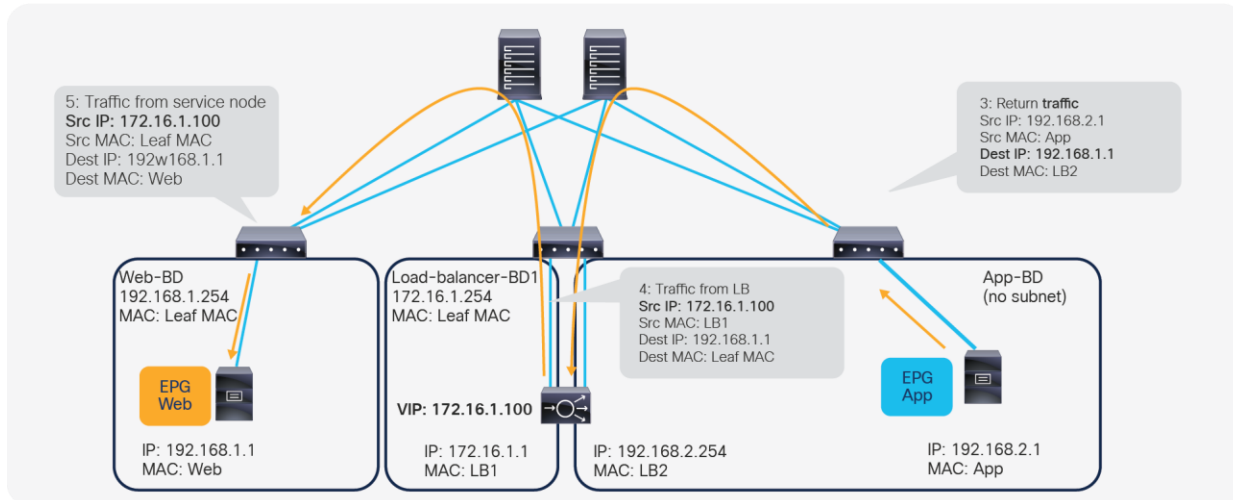 5: Traffic from service node
Src IP: 172.16.1.100
Src MAC: Leaf MAC
Dest IP: 192w168.1.1
Dest MAC: Web
3: Return traffic
Src IP: 192.168.2.1
Src MAC: App
Dest IP: 192.168.1.1
Dest MAC: LB2
Web-BD
192.168.1.254
MAC: Leaf MAC
Load-balancer-BD1
172.16.1.254
MAC: Leaf MAC
4: Traffic from LB
Src IP: 172.16.1.100
Src MAC: LB1
Dest IP: 192.168.1.1
Dest MAC: Leaf MAC
App-BD
(no subnet)
EPG
Web
VIP: 172.16.1.100
EPG
App
IP: 192.168.1.1
MAC: Web
IP: 172.16.1.1
MAC: LB1
IP: 192.168.2.254
MAC: LB2
IP: 192.168.2.1
MAC: App